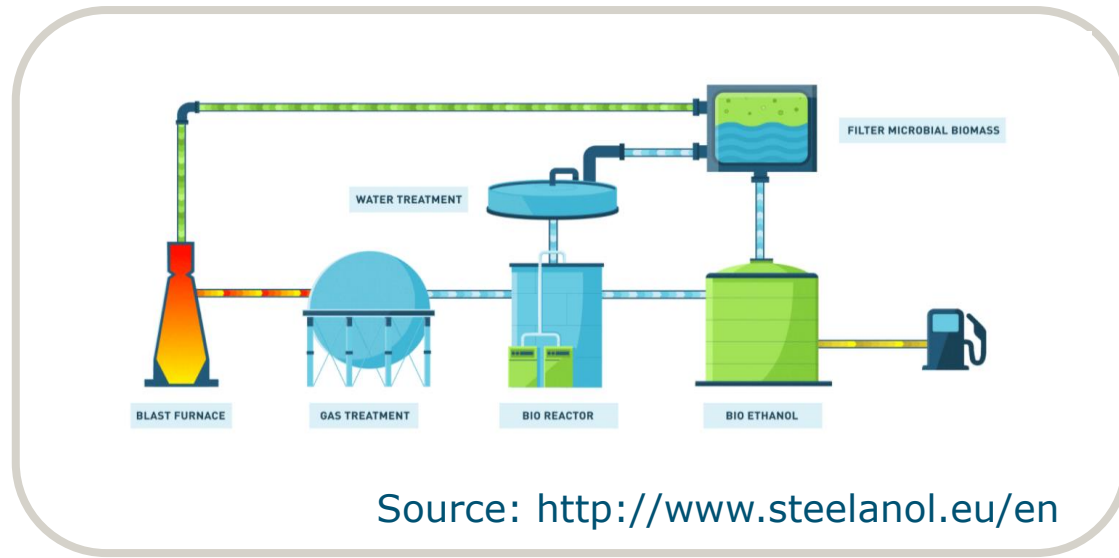 FILTER MICROBIAL BIOMASS
WATER TREATMENT
BLAST FURNACE
GAS TREATMENT
BIO REACTOR
BIO ETHANOL
Source: http://www.steelanol.eu/en